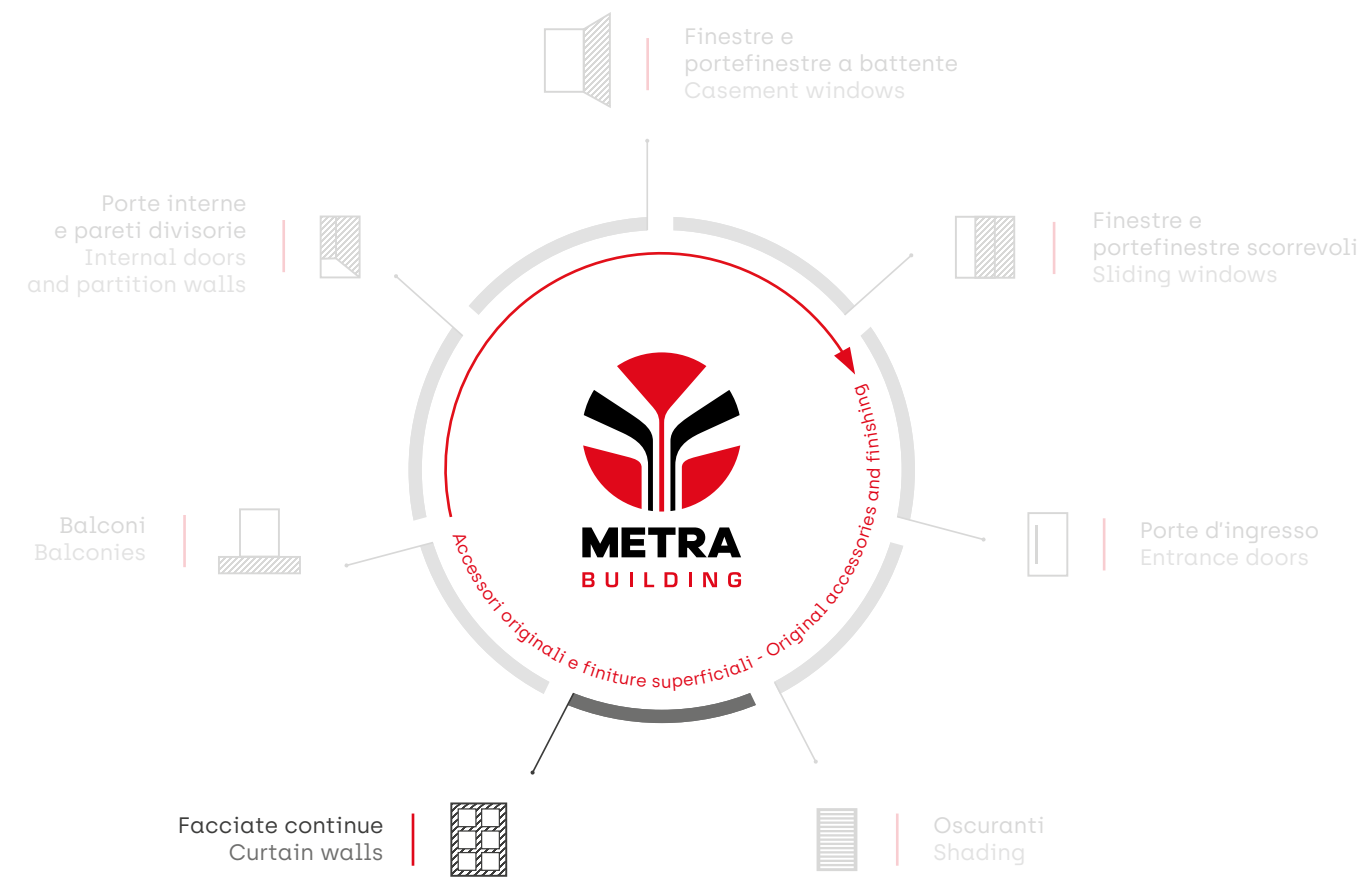 Finestre e
portefinestre a battente
Casement windows
Porte interne
e pareti divisorie
Internal doors
and partition walls
Finestre e
portefinestre scorrevoli
Sliding windows
METRA
BUILDING
Accessori originali e finiture superficiali - Original accessories and finishing
Balconi
Balconies
Porte d'ingresso
Entrance doors
Facciate continue
Curtain walls
Oscuranti
Shading